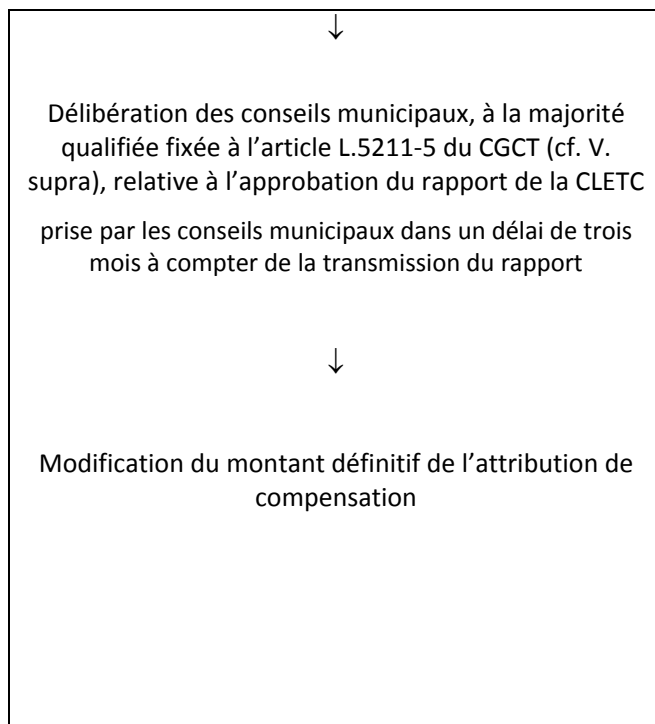 ↓
Délibération des conseils municipaux, à la majorité
qualifiée fixée à l’article L.5211-5 du CGCT (cf. V.
supra), relative à l’approbation du rapport de la CLETC
prise par les conseils municipaux dans un délai de trois
mois à compter de la transmission du rapport
↓
Modification du montant définitif de l’attribution de
compensation